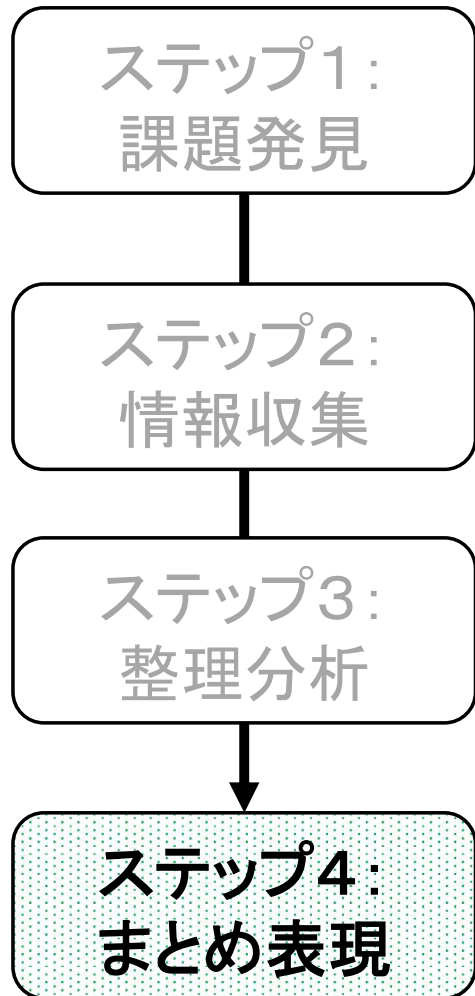 ステップ１：
課題発見
ステップ２：
情報収集
ステップ３：
整理分析
ステップ４：
まとめ表現